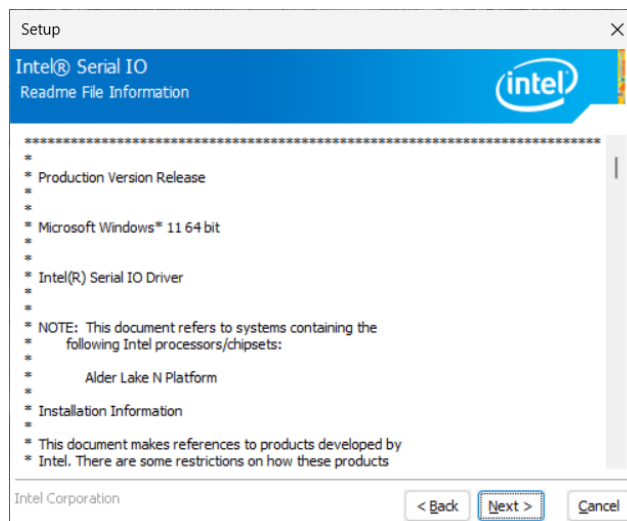 Setup
Intel® Serial IO
Readme File Information
intel
***************************************************************************
*
* Production Version Release
*
*
* Microsoft Windows* 11 64 bit
*
*
* Intel(R) Serial IO Driver
*
*
* NOTE: This document refers to systems containing the
* following Intel processors/chipsets:
*
* Alder Lake N Platform
*
* Installation Information
*
* This document makes references to products developed by
* Intel. There are some restrictions on how these products
Intel Corporation
< Back Next > Cancel